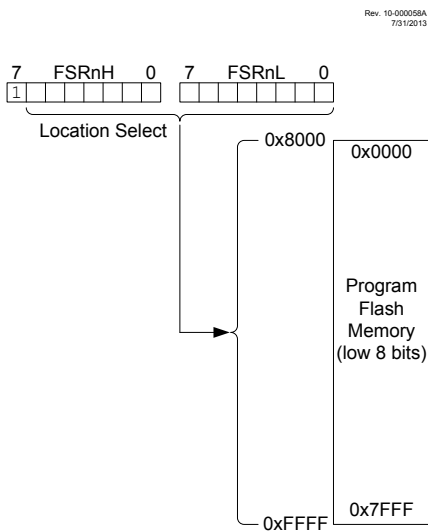 Rev. 10-000058A
7/31/2013
7 FSRnH 0 7 FSRnL 0
1
Location Select
0x8000
0x0000
Program
Flash
Memory
(low 8 bits)
0x7FFF
0xFFFF